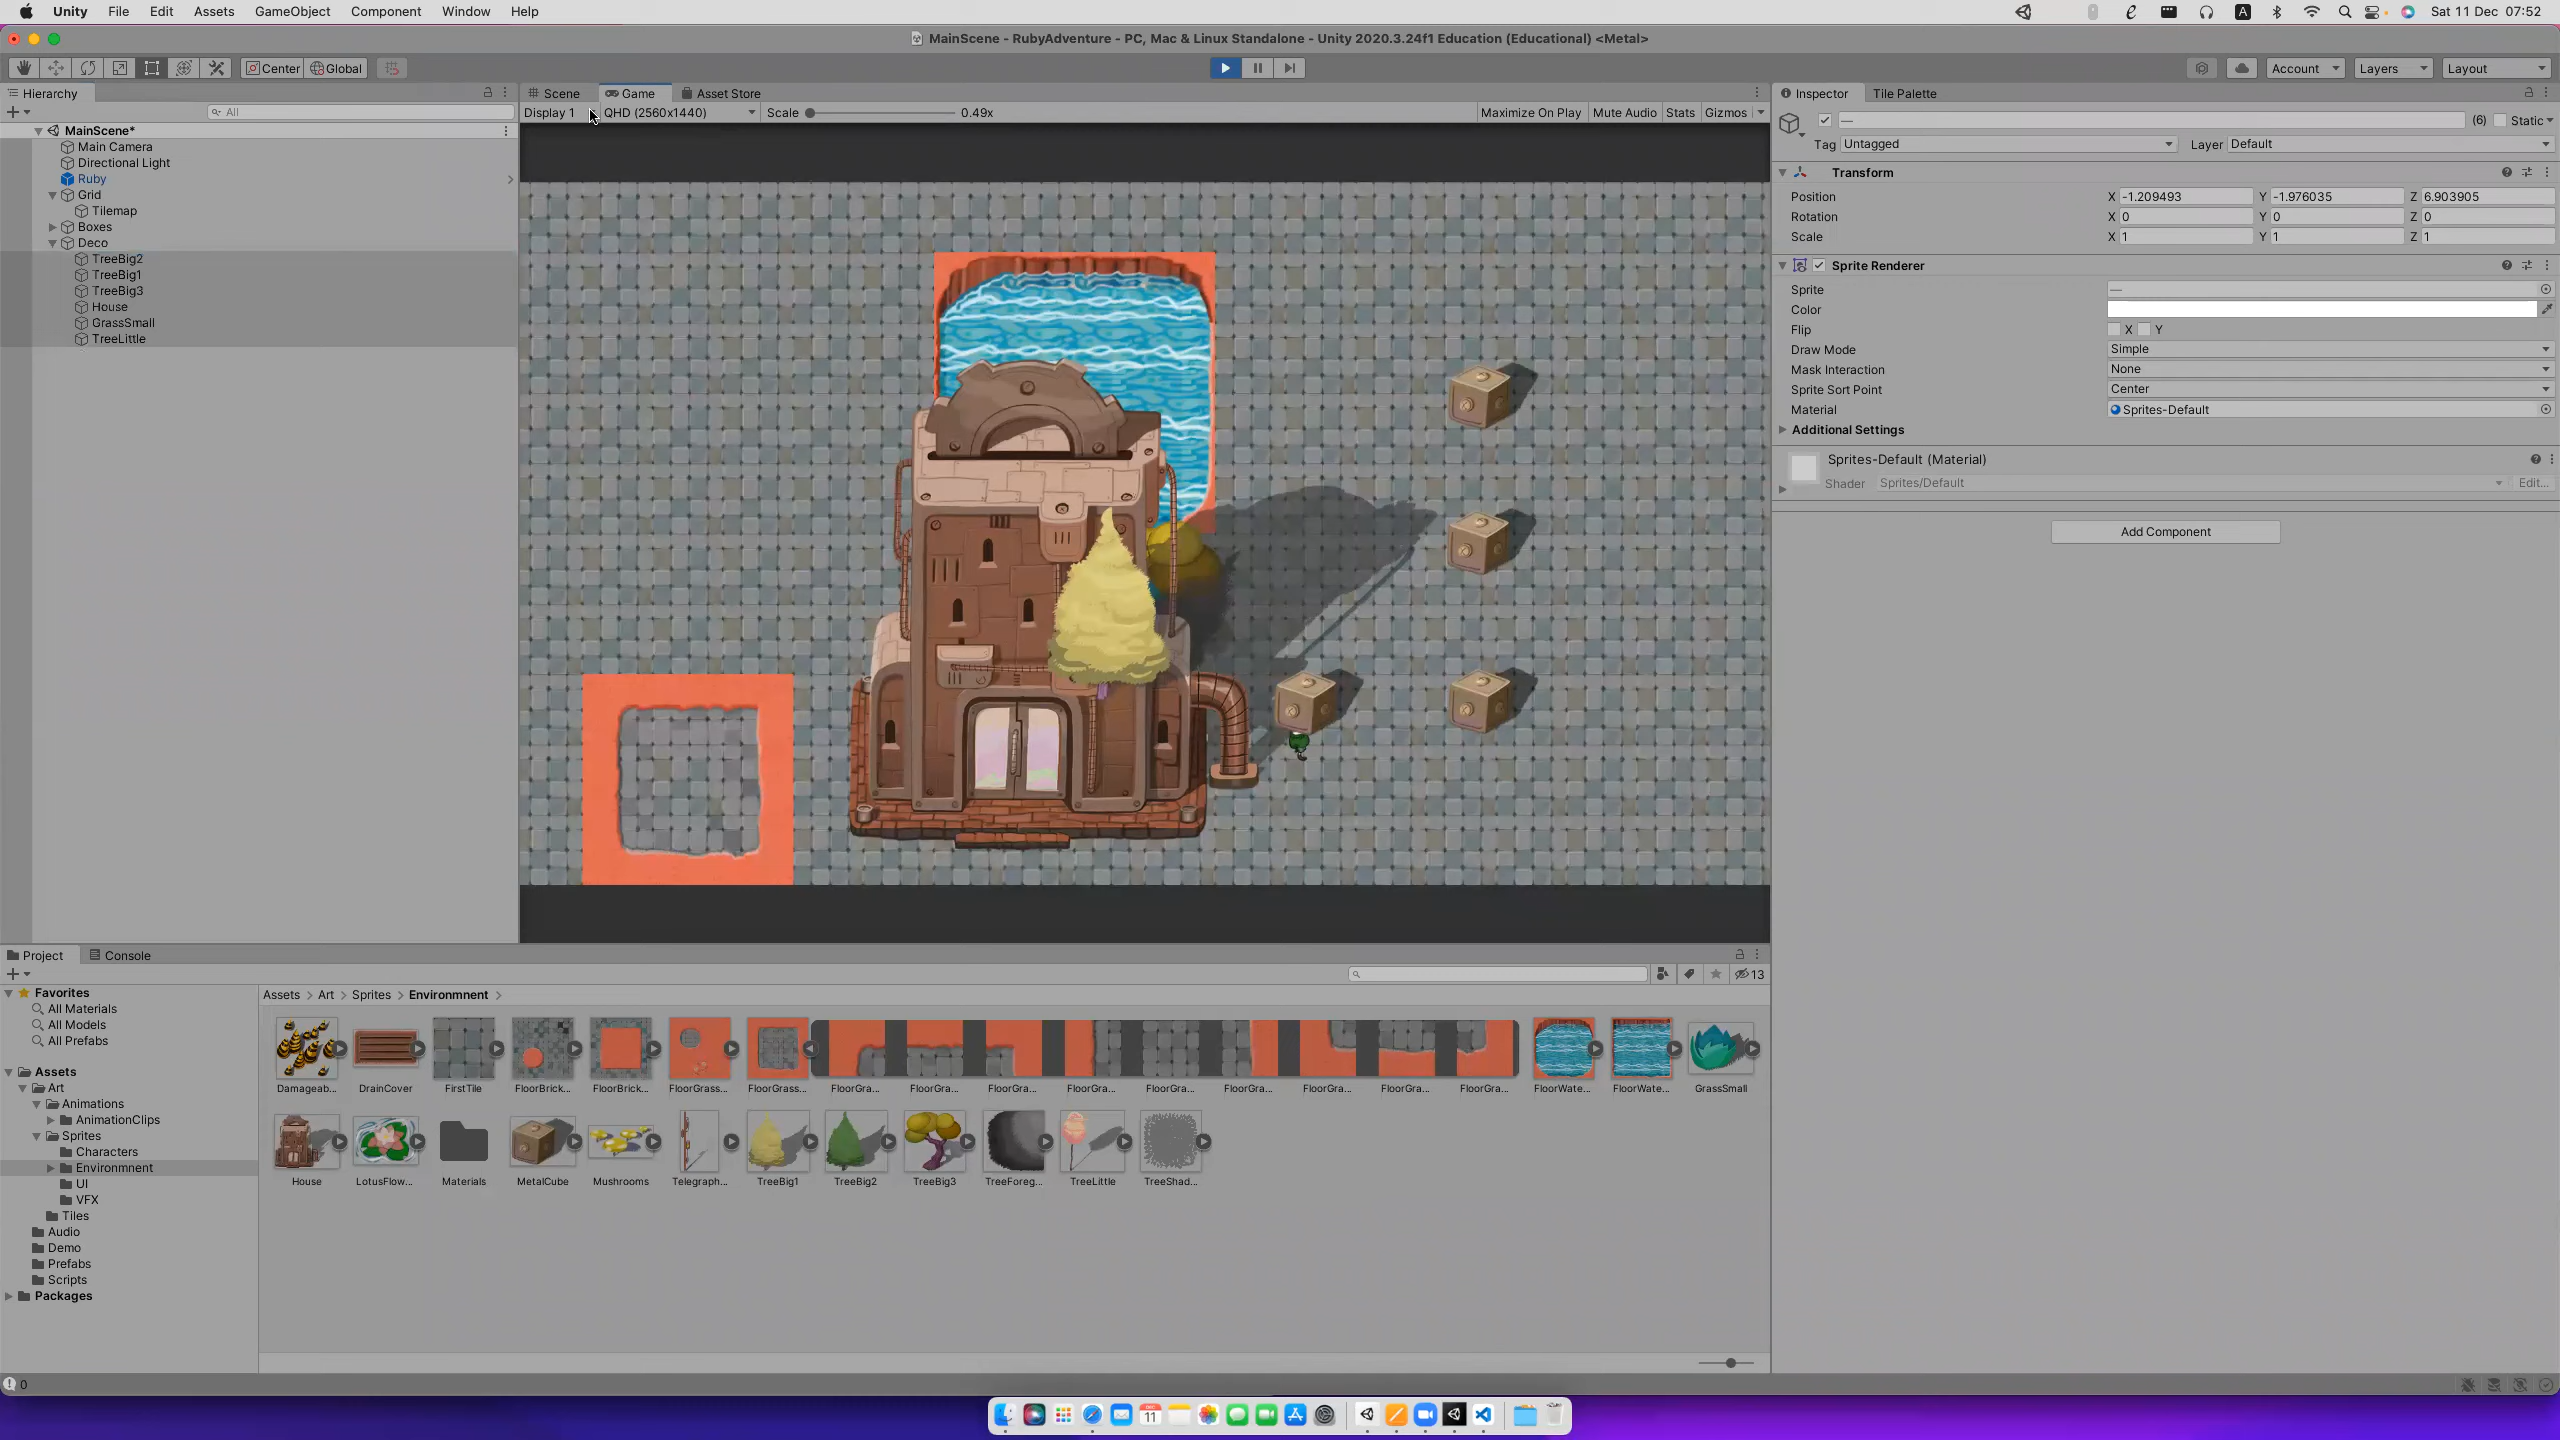 Unity File Edit Assets GameObject Component Window Help
A Sat 11 Dec 07:52
MainScene - RubyAdventure - PC, Mac & Linux Standalone - Unity 2020.3.24f1 Education (Educational) <Metal>
Center Global
Account Layers Layout
Hierarchy
All
MainScene*
Main Camera
Directional Light
Ruby
Grid
Tilemap
Boxes
Deco
TreeBig2
TreeBig1
TreeBig3
House
GrassSmall
TreeLittle
Scene Game Asset Store
Display 1 QHD (2560x1440) Scale 0.49x Maximize On Play Mute Audio Stats Gizmos
Inspector Tile Palette
— (6) Static
Tag Untagged Layer Default
Transform
Position X -1.209493 Y -1.976035 Z 6.903905
Rotation X 0 Y 0 Z 0
Scale X 1 Y 1 Z 1
Sprite Renderer
Sprite —
Color
Flip X Y
Draw Mode Simple
Mask Interaction None
Sprite Sort Point Center
Material Sprites-Default
Additional Settings
Sprites-Default (Material)
Shader Sprites/Default Edit...
Add Component
Project Console
13
Favorites
All Materials
All Models
All Prefabs
Assets
Art
Animations
AnimationClips
Sprites
Characters
Environmnent
UI
VFX
Tiles
Audio
Demo
Prefabs
Scripts
Packages
Assets > Art > Sprites > Environmnent >
Damageab... DrainCover FirstTile FloorBrick... FloorBrick... FloorGrass... FloorGrass... FloorGra... FloorGra... FloorGra... FloorGra... FloorGra... FloorGra... FloorGra... FloorGra... FloorGra... FloorWate... FloorWate... GrassSmall
House LotusFlow... Materials MetalCube Mushrooms Telegraph... TreeBig1 TreeBig2 TreeBig3 TreeForeg... TreeLittle TreeShad...
0
DEC
11